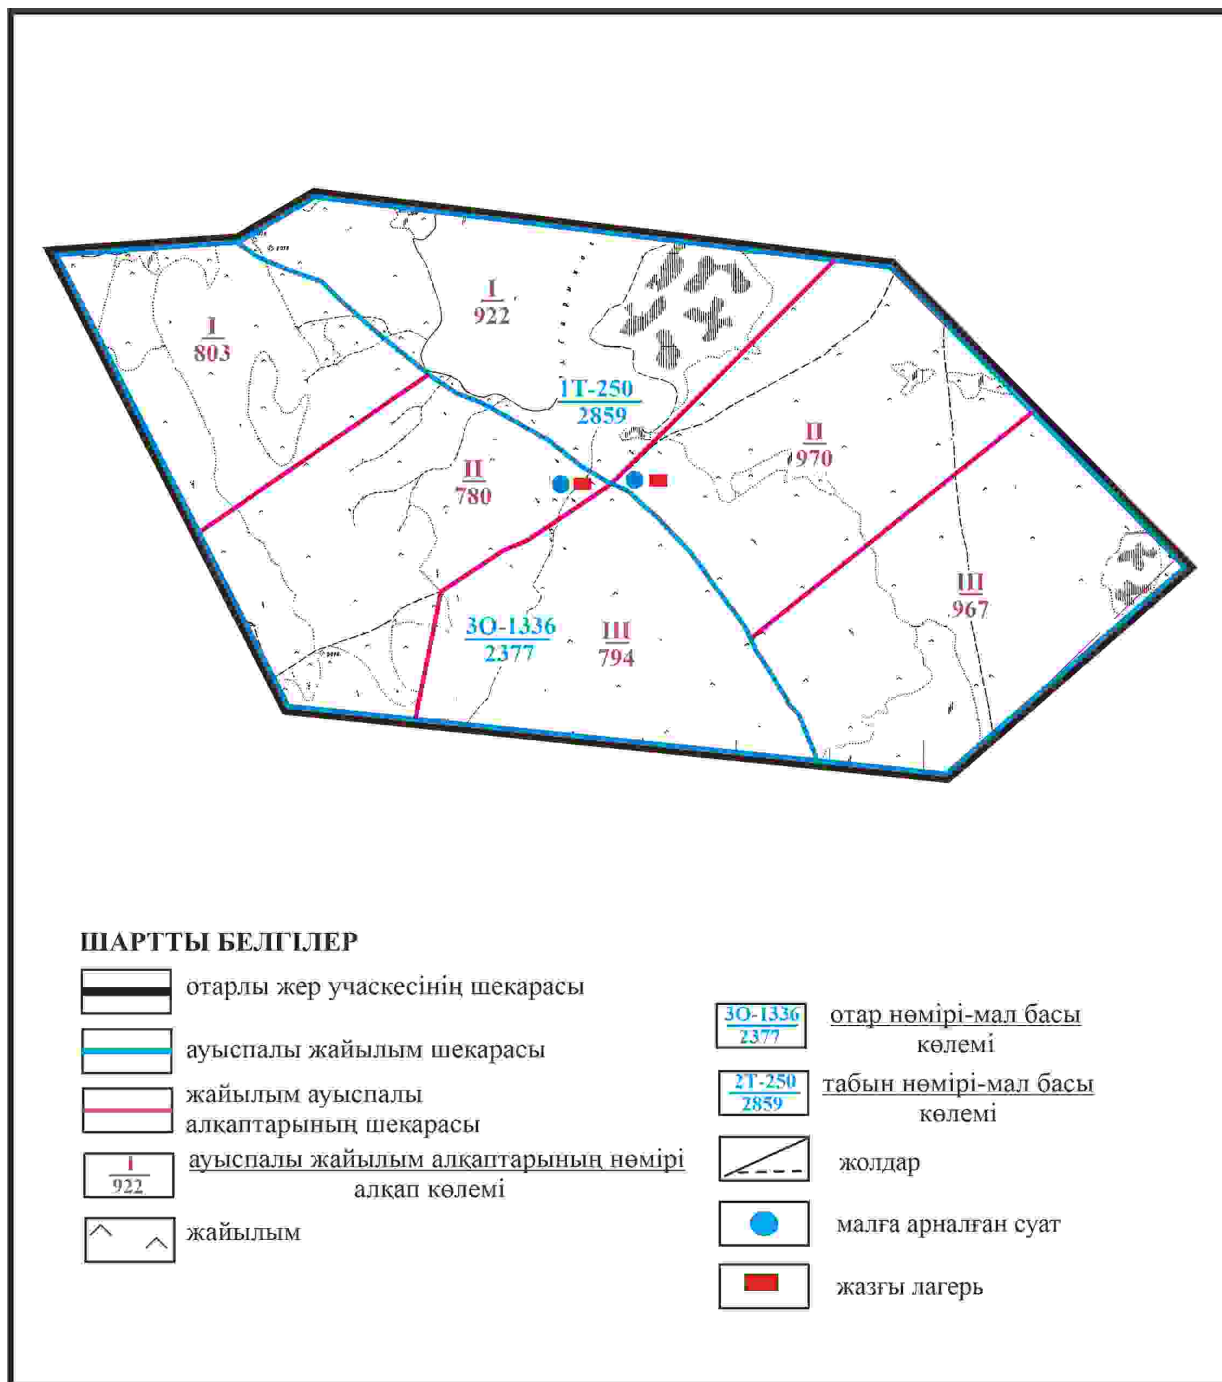 I
922
I
803
1Т-250
2859
II
970
II
780
III
967
3О-1336
2377
III
794
ШАРТТЫ БЕЛГІЛЕР
отарлы жер учаскесінің шекарасы
ауыспалы жайылым шекарасы
жайылым ауыспалы
алқаптарының шекарасы
I
922
ауыспалы жайылым алқаптарының нөмірі
алқап көлемі
жайылым
3О-1336
2377
отар нөмірі-мал басы
көлемі
2Т-250
2859
табын нөмірі-мал басы
көлемі
жолдар
малға арналған суат
жазғы лагерь